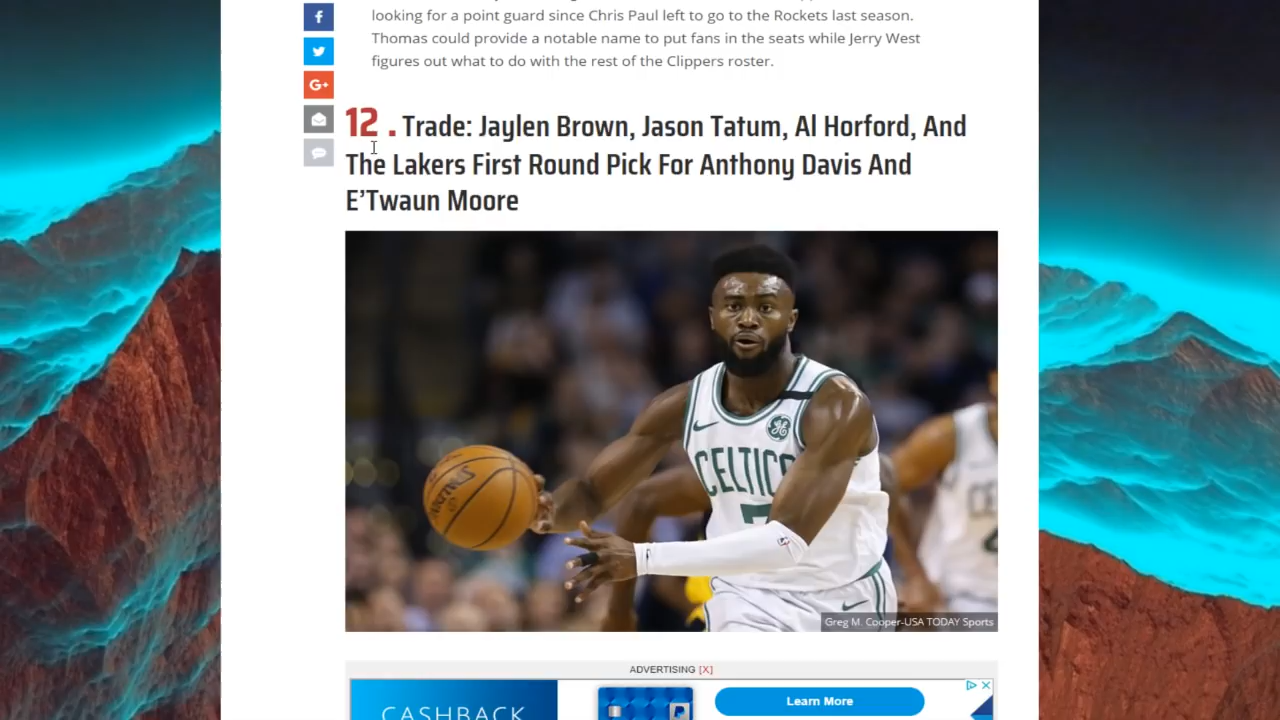 looking for a point guard since Chris Paul left to go to the Rockets last season.
Thomas could provide a notable name to put fans in the seats while Jerry West
figures out what to do with the rest of the Clippers roster.
12 . Trade: Jaylen Brown, Jason Tatum, Al Horford, And
The Lakers First Round Pick For Anthony Davis And
E’Twaun Moore
SPALDING
CELTICS
7
Greg M. Cooper-USA TODAY Sports
ADVERTISING [X]
CASHBACK
Learn More